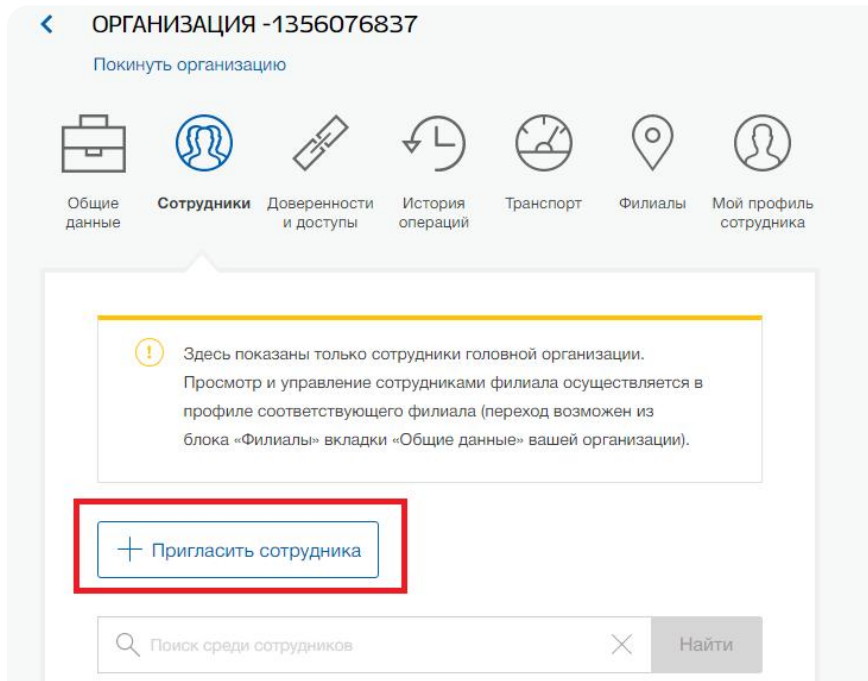 ОРГАНИЗАЦИЯ -1356076837
Покинуть организацию
Общие
данные
Сотрудники
Доверенности
и доступы
История
операций
Транспорт
Филиалы
Мой профиль
сотрудника
Здесь показаны только сотрудники головной организации.
Просмотр и управление сотрудниками филиала осуществляется в
профиле соответствующего филиала (переход возможен из
блока «Филиалы» вкладки «Общие данные» вашей организации).
Пригласить сотрудника
Поиск среди сотрудников
Найти